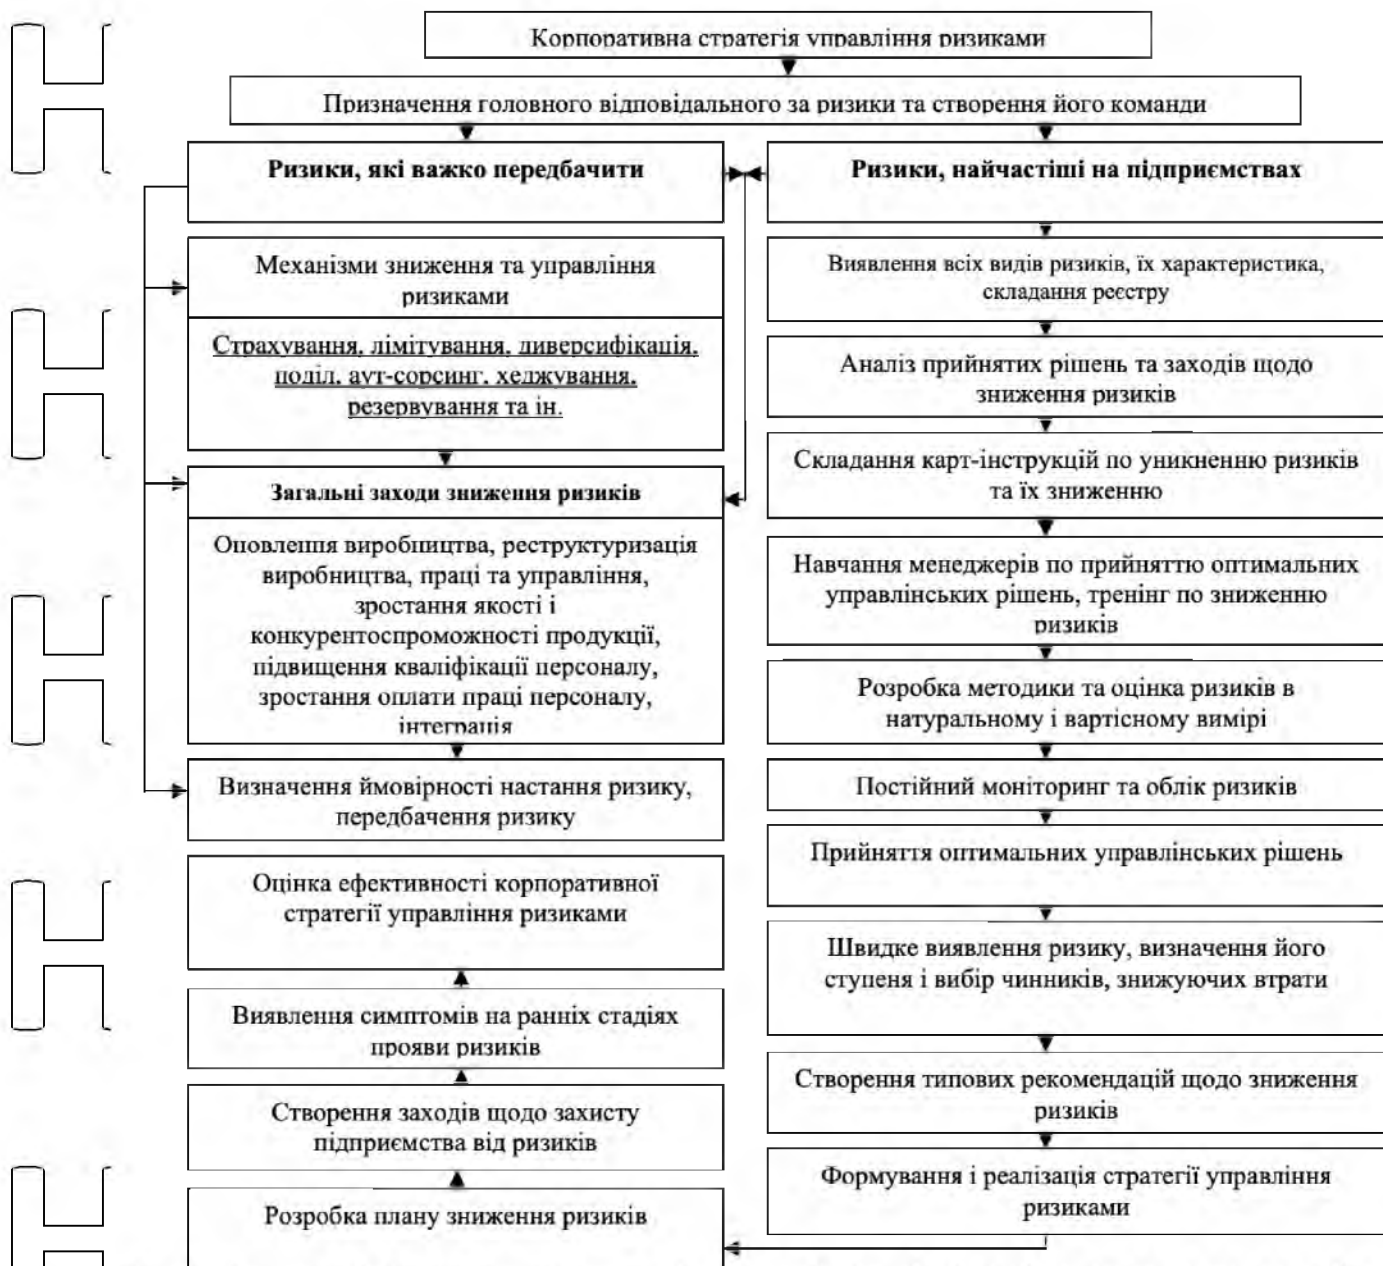 Корпоративна стратегія управління ризиками
Призначення головного відповідального за ризики та створення його команди
Ризики, які важко передбачити
Механізми зниження та управління
ризиками
Страхування, лімітування, диверсифікація,
поділ, аут-сорсинг, хеджування,
резервування та ін.
Загальні заходи зниження ризиків
Оновлення виробництва, реструктуризація
виробництва, праці та управління,
зростання якості і
конкурентоспроможності продукції,
підвищення кваліфікації персоналу,
зростання оплати праці персоналу,
інтеграція
Визначення ймовірності настання ризику,
передбачення ризику
Оцінка ефективності корпоративної
стратегії управління ризиками
Виявлення симптомів на ранніх стадіях
прояви ризиків
Створення заходів щодо захисту
підприємства від ризиків
Розробка плану зниження ризиків
Ризики, найчастіші на підприємствах
Виявлення всіх видів ризиків, їх характеристика,
складання реєстру
Аналіз прийнятих рішень та заходів щодо
зниження ризиків
Складання карт-інструкцій по уникненню ризиків
та їх зниженню
Навчання менеджерів по прийняттю оптимальних
управлінських рішень, тренінг по зниженню
ризиків
Розробка методики та оцінка ризиків в
натуральному і вартісному вимірі
Постійний моніторинг та облік ризиків
Прийняття оптимальних управлінських рішень
Швидке виявлення ризику, визначення його
ступеня і вибір чинників, знижуючих втрати
Створення типових рекомендацій щодо зниження
ризиків
Формування і реалізація стратегії управління
ризиками